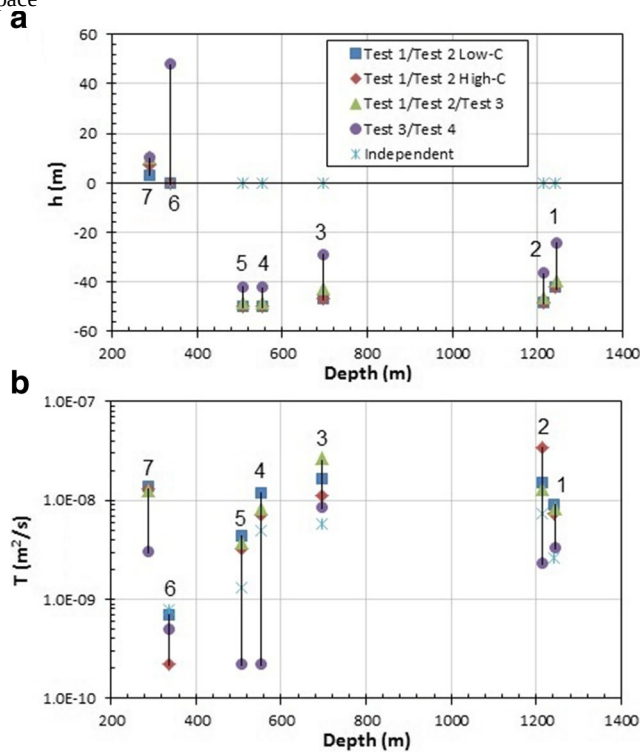 pace
a
60
40
20
0
-20
-40
-60
h (m)
Test 1/Test 2 Low-C
Test 1/Test 2 High-C
Test 1/Test 2/Test 3
Test 3/Test 4
Independent
7
6
5
4
3
2
1
200
400
600
800
1000
1200
1400
Depth (m)
b
1.0E-07
1.0E-08
1.0E-09
1.0E-10
T (m²/s)
7
6
5
4
3
2
1
200
400
600
800
1000
1200
1400
Depth (m)